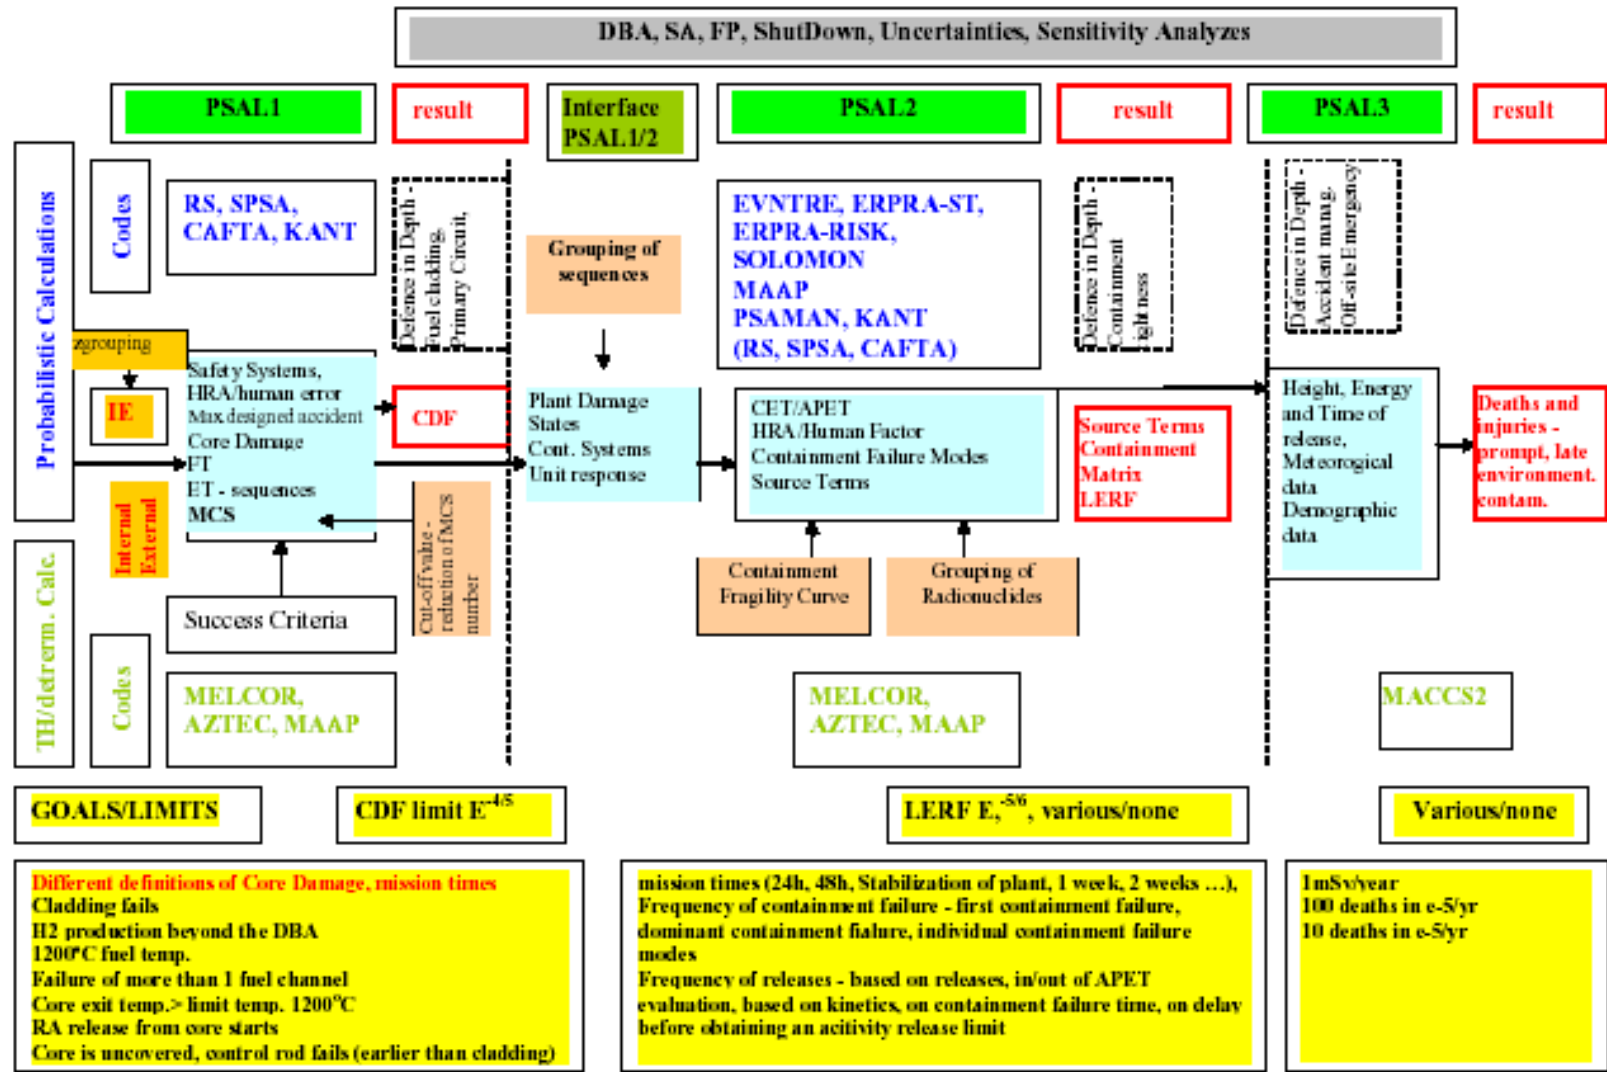 DBA, SA, FP, ShutDown, Uncertainties, Sensitivity Analyzes
PSAL1
result
Interface
PSAL1/2
PSAL2
result
PSAL3
result
Probabilistic Calculations
Codes
RS, SPSA,
CAFTA, KANT
Defence in Depth -
Fuel cladding,
Primary Circuit,
Grouping of
sequences
EVNTRE, ERPRA-ST,
ERPRA-RISK,
SOLOMON
MAAP
PSAMAN, KANT
(RS, SPSA, CAFTA)
Defence in Depth -
Containment
tightness
Defence in Depth -
Accident manag.
Off-site Emergency
grouping
IE
Internal
External
Safety Systems,
HRA/human error
Max designed accident
Core Damage
FT
ET - sequences
MCS
CDF
Cut-off value -
reduction of MCS
number
Plant Damage
States
Cont. Systems
Unit response
CET/APET
HRA/Human Factor
Containment Failure Modes
Source Terms
Source Terms
Containment
Matrix
LERF
Height, Energy
and Time of
release,
Meteorogical
data
Demographic
data
Deaths and
injuries -
prompt, late
environment.
contam.
Containment
Fragility Curve
Grouping of
Radionuclides
TH/detrerm. Calc.
Codes
Success Criteria
MELCOR,
AZTEC, MAAP
MELCOR,
AZTEC, MAAP
MACCS2
GOALS/LIMITS
CDF limit E-4/5
LERF E,-5/6, various/none
Various/none
Different definitions of Core Damage, mission times
Cladding fails
H2 production beyond the DBA
1200°C fuel temp.
Failure of more than 1 fuel channel
Core exit temp.> limit temp. 1200°C
RA release from core starts
Core is uncovered, control rod fails (earlier than cladding)
mission times (24h, 48h, Stabilization of plant, 1 week, 2 weeks ...),
Frequency of containment failure - first containment failure,
dominant containment fialure, individual containment failure
modes
Frequency of releases - based on releases, in/out of APET
evaluation, based on kinetics, on containment failure time, on delay
before obtaining an acitivity release limit
1mSv/year
100 deaths in e-5/yr
10 deaths in e-5/yr